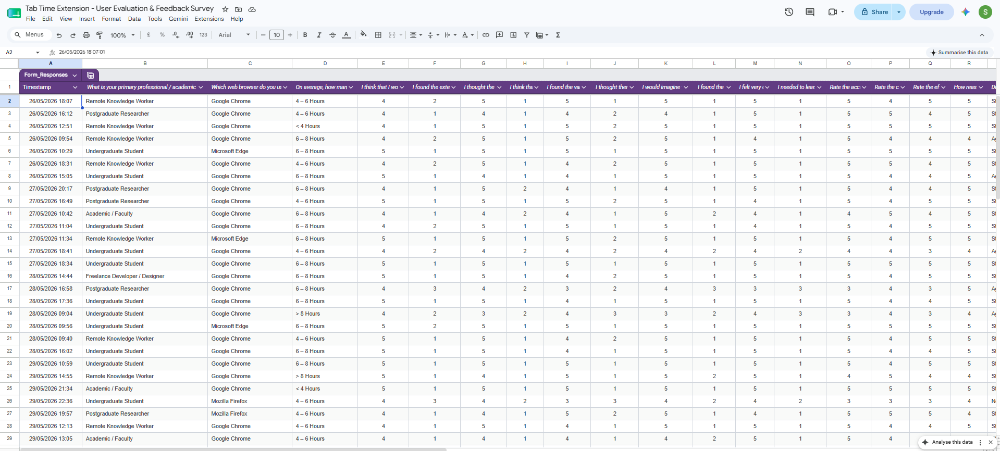 Tab Time Extension - User Evaluation & Feedback Survey
File Edit View Insert Format Data Tools Gemini Extensions Help
Share Upgrade S
Menus 100% £ % .0 .00 123 Arial 10 B I A Σ
A2 fx 26/05/2026 18:07:01 Summarise this data
A B C D E F G H I J K L M N O P Q R
Form_Responses
1 Timestamp What is your primary professional / academic Which web browser do you us On average, how man I think that I wo I found the exte I thought the I think tha I found the va I thought ther I would imagine I found the I felt very I needed to lear Rate the accu Rate the c Rate the ef How reas
2 26/05/2026 18:07 Remote Knowledge Worker Google Chrome 4 – 6 Hours 4 2 5 1 5 1 5 1 5 1 5 4 5 5 St
3 26/05/2026 16:12 Postgraduate Researcher Google Chrome 4 – 6 Hours 4 1 4 1 4 2 4 1 5 1 5 5 4 5 St
4 26/05/2026 12:51 Remote Knowledge Worker Google Chrome < 4 Hours 4 1 5 1 5 2 5 1 5 1 5 5 5 5 St
5 26/05/2026 09:54 Remote Knowledge Worker Google Chrome 6 – 8 Hours 4 2 5 1 5 2 5 1 4 1 5 4 4 4 Ag
6 26/05/2026 10:29 Undergraduate Student Microsoft Edge 6 – 8 Hours 5 1 5 1 5 1 5 1 5 1 5 5 5 5 St
7 26/05/2026 18:31 Remote Knowledge Worker Google Chrome 4 – 6 Hours 4 2 5 1 4 2 5 1 5 1 5 5 4 5 St
8 26/05/2026 15:05 Undergraduate Student Google Chrome 6 – 8 Hours 5 1 4 1 4 1 5 1 5 1 5 4 4 5 Ag
9 27/05/2026 20:17 Postgraduate Researcher Google Chrome 6 – 8 Hours 4 1 5 2 4 1 4 1 5 1 5 4 4 5 St
10 27/05/2026 16:49 Postgraduate Researcher Google Chrome 4 – 6 Hours 5 1 5 1 5 2 5 1 4 1 5 4 5 5 St
11 27/05/2026 10:42 Academic / Faculty Google Chrome 6 – 8 Hours 4 1 4 2 4 1 5 2 4 1 4 5 4 5 St
12 27/05/2026 11:04 Undergraduate Student Google Chrome 6 – 8 Hours 4 2 5 1 5 1 5 1 4 1 5 4 5 5 St
13 27/05/2026 11:34 Remote Knowledge Worker Microsoft Edge 6 – 8 Hours 5 1 5 1 5 2 5 1 5 1 5 4 5 5 St
14 27/05/2026 18:41 Undergraduate Student Google Chrome 4 – 6 Hours 4 2 4 2 4 2 4 2 4 2 4 4 3 4 Ag
15 27/05/2026 18:34 Undergraduate Student Google Chrome 6 – 8 Hours 5 1 5 1 5 1 5 1 5 1 5 5 5 5 St
16 28/05/2026 14:44 Freelance Developer / Designer Google Chrome 6 – 8 Hours 5 1 5 1 4 2 5 1 5 1 5 4 5 5 St
17 28/05/2026 16:58 Postgraduate Researcher Google Chrome 6 – 8 Hours 4 3 4 2 3 2 4 3 3 3 3 4 3 5 Ag
18 28/05/2026 17:36 Undergraduate Student Google Chrome 6 – 8 Hours 5 1 5 1 4 1 5 1 5 1 5 4 4 5 St
19 28/05/2026 09:04 Undergraduate Student Google Chrome > 8 Hours 4 2 3 2 4 3 3 2 4 3 3 4 3 4 Ag
20 28/05/2026 09:56 Undergraduate Student Microsoft Edge 6 – 8 Hours 5 2 5 1 5 1 5 1 5 1 5 5 5 5 St
21 28/05/2026 09:40 Remote Knowledge Worker Google Chrome 4 – 6 Hours 5 1 5 1 4 2 5 1 5 1 5 5 5 5 St
22 28/05/2026 16:02 Undergraduate Student Google Chrome 6 – 8 Hours 5 1 5 1 4 1 5 1 5 1 5 4 4 5 St
23 29/05/2026 10:59 Undergraduate Student Google Chrome 6 – 8 Hours 5 1 5 1 5 1 5 1 5 1 5 4 5 5 St
24 29/05/2026 14:55 Remote Knowledge Worker Google Chrome > 8 Hours 5 1 4 1 5 1 5 2 5 1 4 5 4 4 St
25 29/05/2026 21:34 Academic / Faculty Google Chrome < 4 Hours 5 1 5 1 5 1 5 1 5 1 5 5 5 5 St
26 29/05/2026 22:36 Undergraduate Student Mozilla Firefox 4 – 6 Hours 4 3 4 2 3 3 4 2 4 2 3 3 3 4
27 29/05/2026 19:57 Postgraduate Researcher Mozilla Firefox 4 – 6 Hours 4 1 4 1 5 2 5 1 4 1 5 5 5 4 St
28 29/05/2026 12:13 Remote Knowledge Worker Google Chrome 4 – 6 Hours 4 1 5 1 4 1 5 1 5 1 5 4 4 5 St
29 29/05/2026 13:05 Academic / Faculty Google Chrome 4 – 6 Hours 4 1 4 1 4 1 4 2 5 1 5 4
Analyse this data